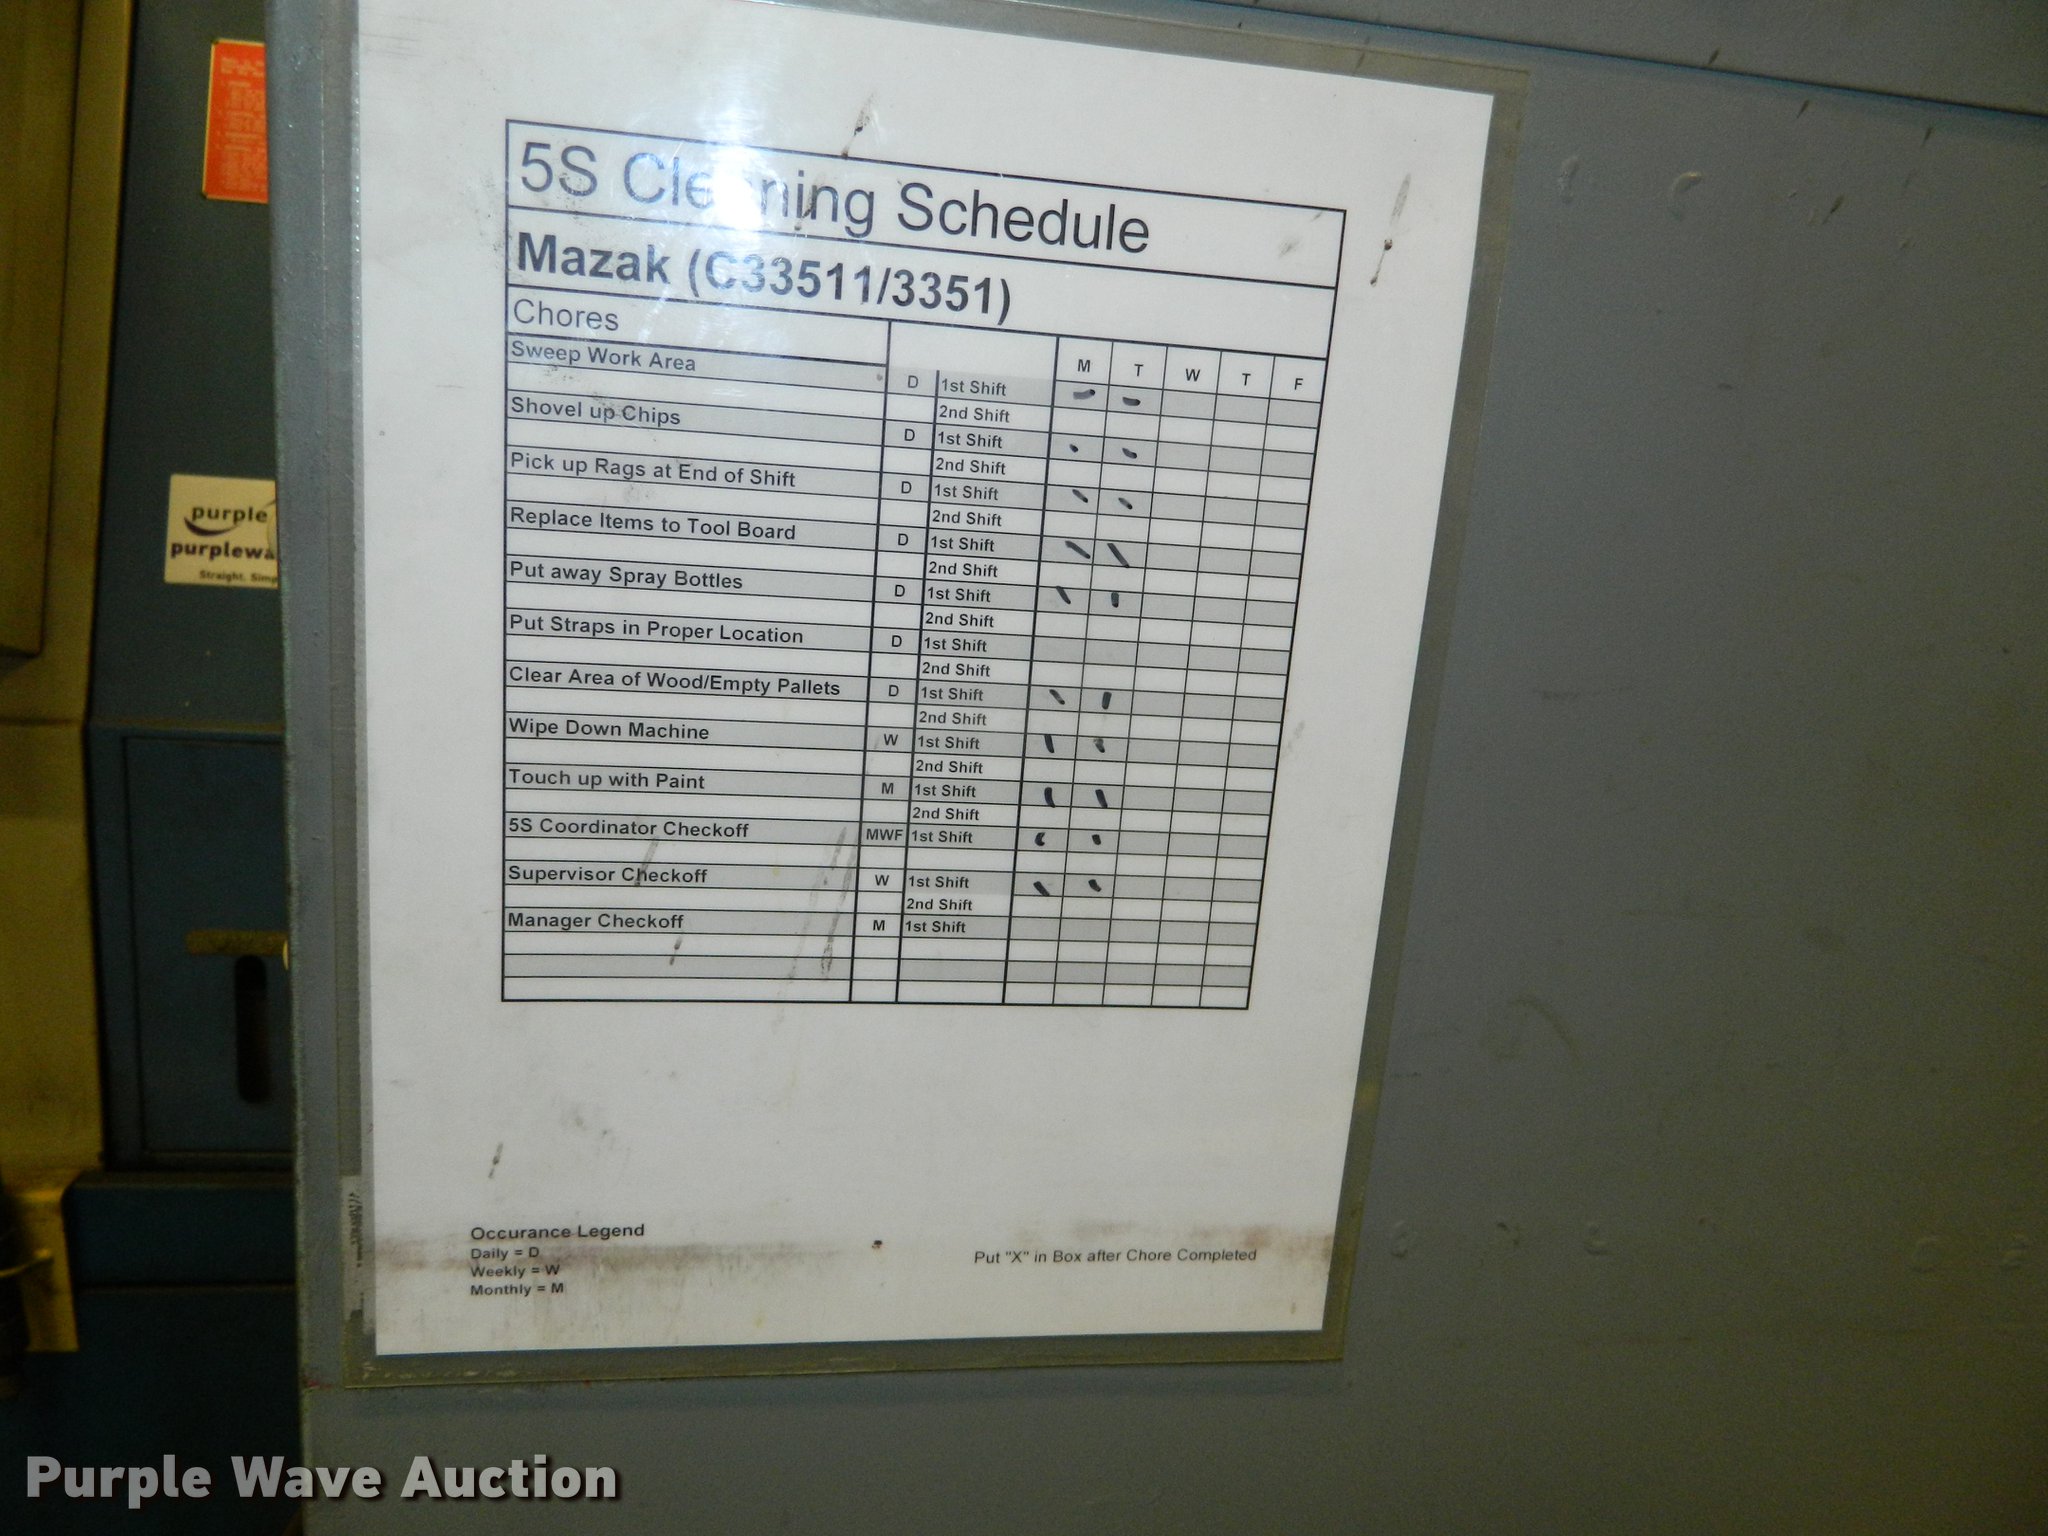 5S Cleaning Schedule
Mazak (C33511/3351)
Chores
M T W T F
Sweep Work Area D 1st Shift
2nd Shift
Shovel up Chips D 1st Shift
2nd Shift
Pick up Rags at End of Shift D 1st Shift
2nd Shift
Replace Items to Tool Board D 1st Shift
2nd Shift
Put away Spray Bottles D 1st Shift
2nd Shift
Put Straps in Proper Location D 1st Shift
2nd Shift
Clear Area of Wood/Empty Pallets D 1st Shift
2nd Shift
Wipe Down Machine W 1st Shift
2nd Shift
Touch up with Paint M 1st Shift
2nd Shift
5S Coordinator Checkoff MWF 1st Shift
Supervisor Checkoff W 1st Shift
2nd Shift
Manager Checkoff M 1st Shift
Occurance Legend
Daily = D
Weekly = W
Monthly = M
Put "X" in Box after Chore Completed
purple
purplewa
Straight. Simp
Purple Wave Auction